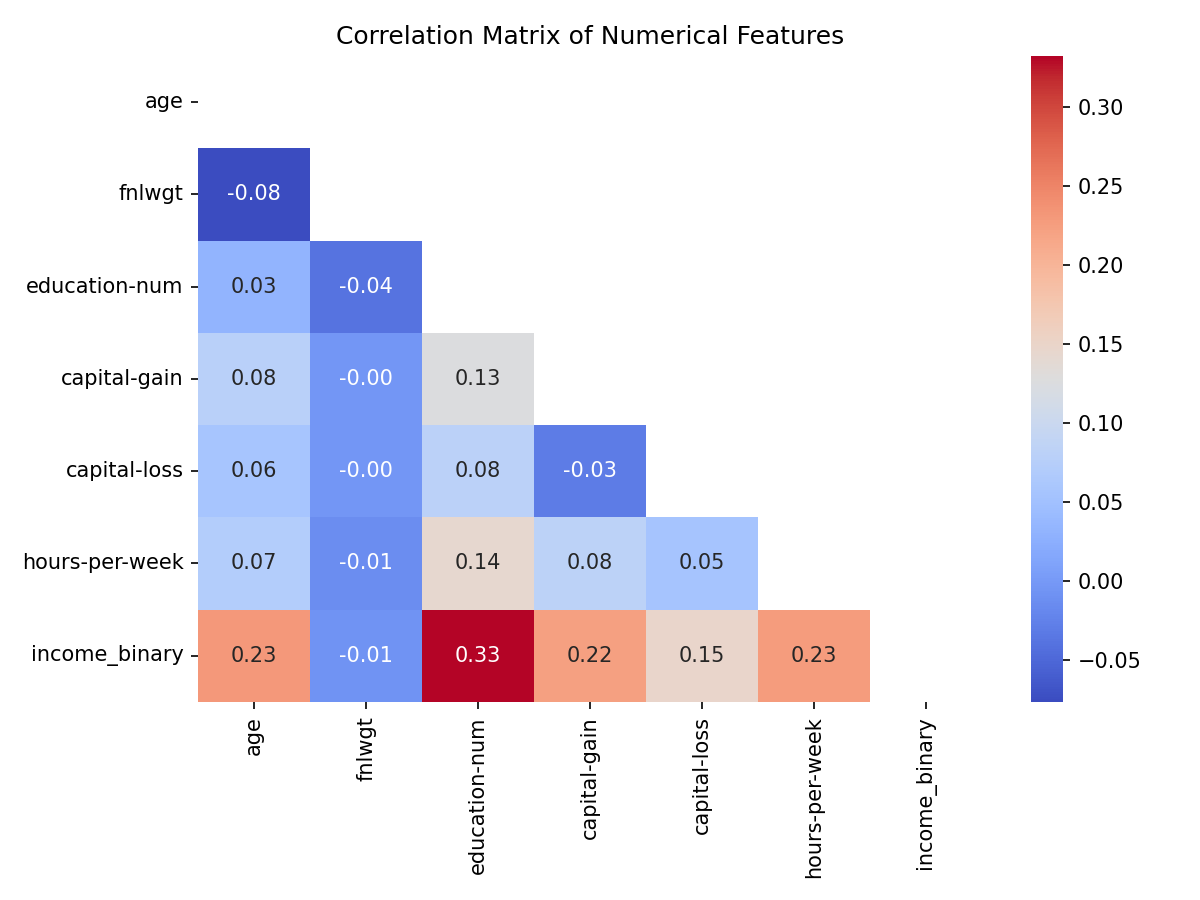 Correlation Matrix of Numerical Features
age
fnlwgt -0.08
education-num 0.03 -0.04
capital-gain 0.08 -0.00 0.13
capital-loss 0.06 -0.00 0.08 -0.03
hours-per-week 0.07 -0.01 0.14 0.08 0.05
income_binary 0.23 -0.01 0.33 0.22 0.15 0.23
age fnlwgt education-num capital-gain capital-loss hours-per-week income_binary
0.30
0.25
0.20
0.15
0.10
0.05
0.00
−0.05